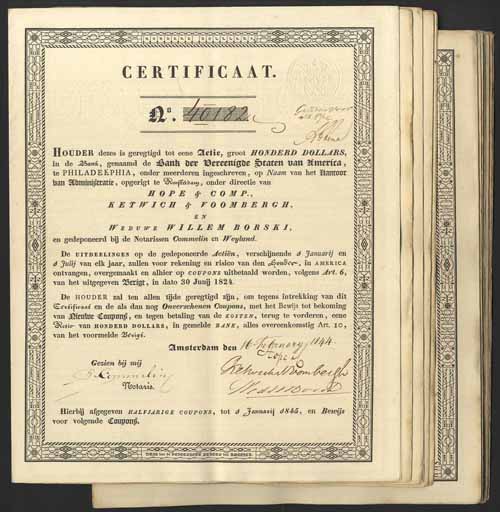 CERTIFICAAT.
No. 40182
HOUDER dezes is geregtigd tot eene Actie, groot HONDERD DOLLARS,
in de Bank, genaamd de Bank der Vereenigde Staten van America,
te PHILADELPHIA, onder meerderen ingeschreven, op Naam van het Kantoor
van Administratie, opgerigt te Amsterdam, onder directie van
HOPE & COMP.,
KETWICH & VOOMBERGH,
EN
WEDUWE WILLEM BORSKI,
en gedeponeerd bij de Notarissen Commelin en Weyland.
De UITDEELINGEN op de gedeponeerde Actiën, verschijnende 1 Januarij en
1 Julij van elk jaar, zullen voor rekening en risico van den Houder, in AMERICA
ontvangen, overgemaakt en alhier op COUPONS uitbetaald worden, volgens Art. 6,
van het uitgegeven Berigt, in dato 30 Junij 1824.
De HOUDER zal ten allen tijde geregtigd zijn, om tegens intrekking van dit
Certificaat en de als dan nog Onverschenen Coupons, met het Bewijs tot bekoming
van Nieuwe Coupons, en tegen betaling van de KOSTEN, terug te vorderen, eene
Actie van HONDERD DOLLARS, in gemelde BANK, alles overeenkomstig Art. 10,
van het voormelde Berigt.
Amsterdam den 16 February 1844
Gezien bij mij
Commelin
Notaris.
Ketwich & Voombergh
Hierbij afgegeven HALFJARIGE COUPONS, tot 1 Januarij 1845, en Bewijs
voor volgende Coupons.